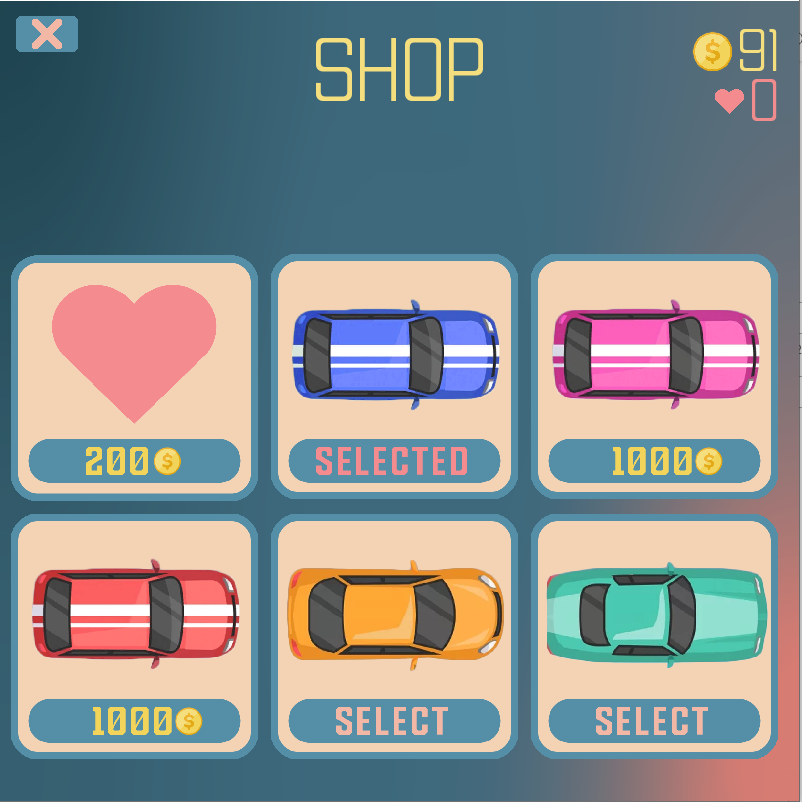 SHOP
$ 91
0
200 $
SELECTED
1000 $
1000 $
SELECT
SELECT